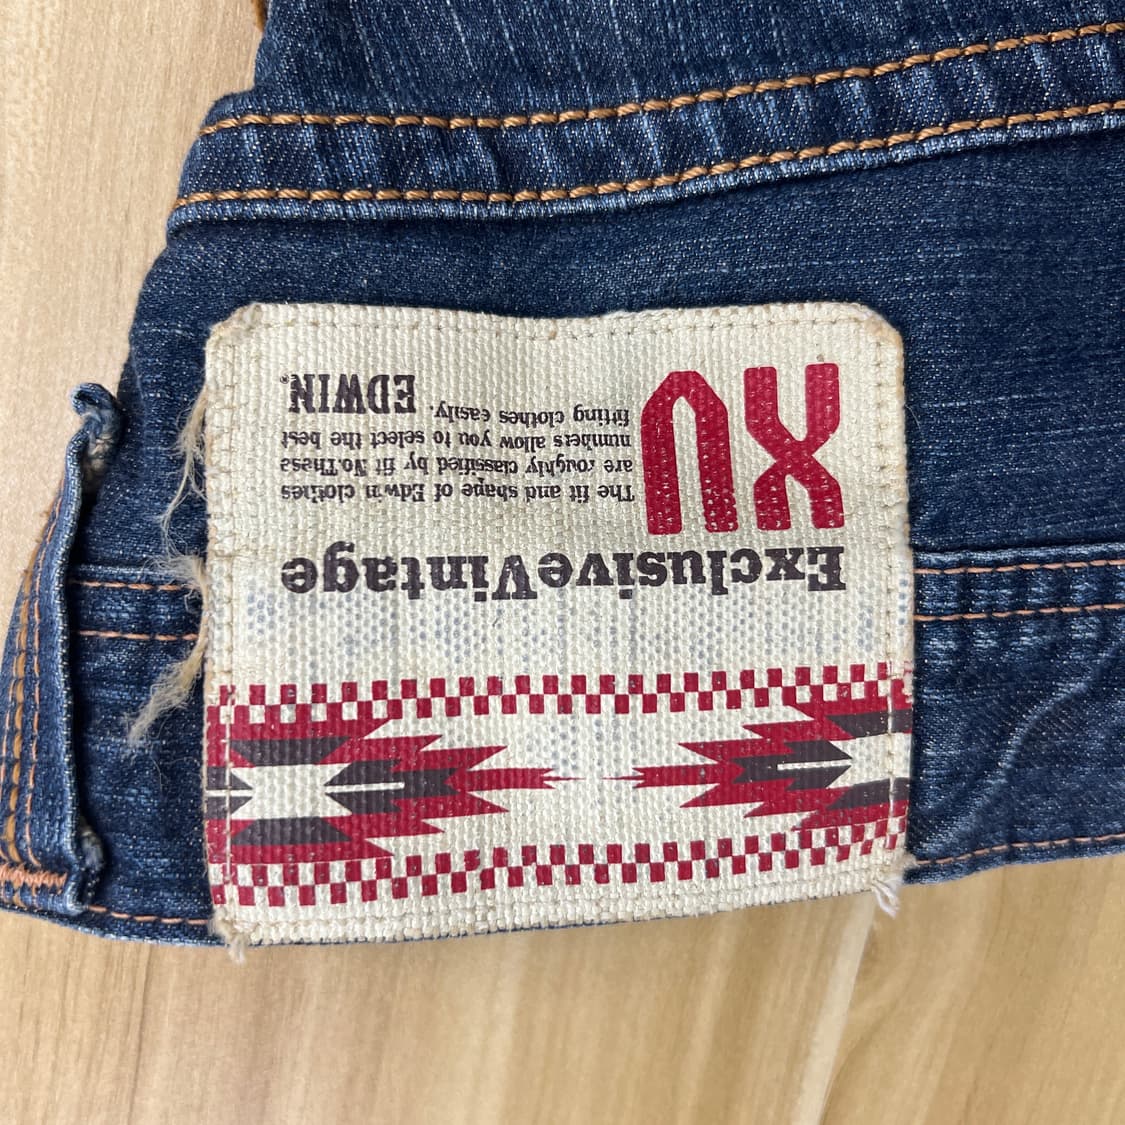 ExclusiveVintage
XV
The fit and shape of Edwin clothes
are roughly classified by fit No.These
numbers allow you to select the best
fitting clothes easily.
EDWIN®